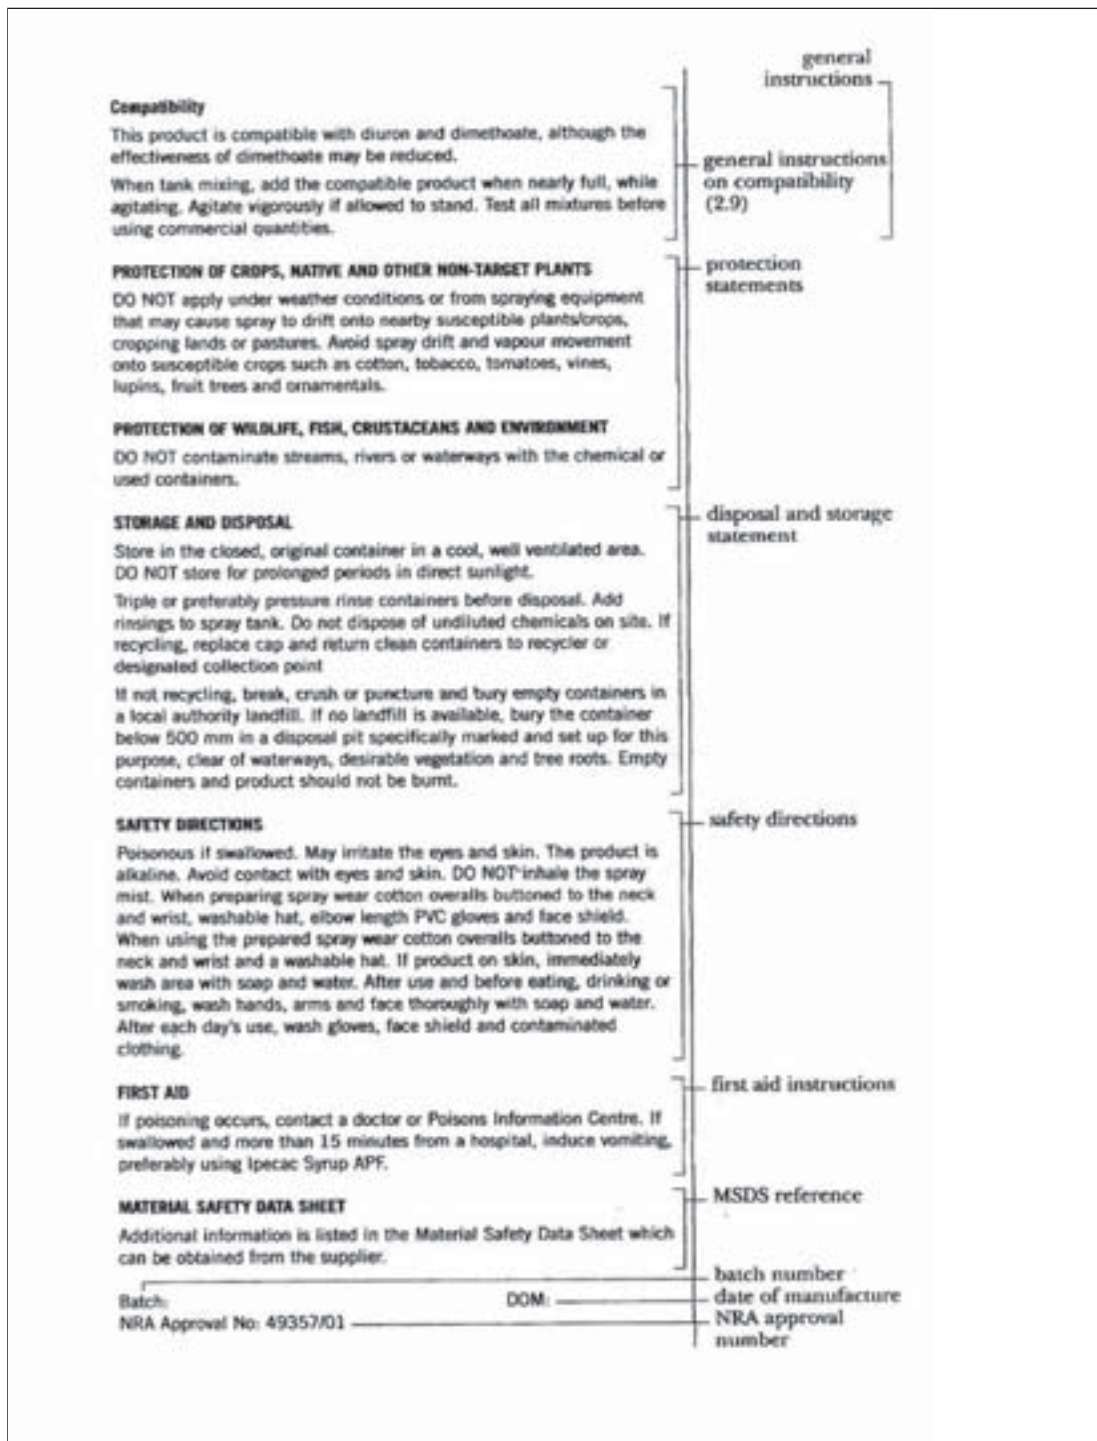 general
instructions
Compatibility
This product is compatible with diuron and dimethoate, although the
effectiveness of dimethoate may be reduced.
When tank mixing, add the compatible product when nearly full, while
agitating. Agitate vigorously if allowed to stand. Test all mixtures before
using commercial quantities.
general instructions
on compatibility
(2.9)
PROTECTION OF CROPS, NATIVE AND OTHER NON-TARGET PLANTS
DO NOT apply under weather conditions or from spraying equipment
that may cause spray to drift onto nearby susceptible plants/crops,
cropping lands or pastures. Avoid spray drift and vapour movement
onto susceptible crops such as cotton, tobacco, tomatoes, vines,
lupins, fruit trees and ornamentals.
protection
statements
PROTECTION OF WILDLIFE, FISH, CRUSTACEANS AND ENVIRONMENT
DO NOT contaminate streams, rivers or waterways with the chemical or
used containers.
STORAGE AND DISPOSAL
Store in the closed, original container in a cool, well ventilated area.
DO NOT store for prolonged periods in direct sunlight.
Triple or preferably pressure rinse containers before disposal. Add
rinsings to spray tank. Do not dispose of undiluted chemicals on site. If
recycling, replace cap and return clean containers to recycler or
designated collection point
If not recycling, break, crush or puncture and bury empty containers in
a local authority landfill. If no landfill is available, bury the container
below 500 mm in a disposal pit specifically marked and set up for this
purpose, clear of waterways, desirable vegetation and tree roots. Empty
containers and product should not be burnt.
disposal and storage
statement
SAFETY DIRECTIONS
Poisonous if swallowed. May irritate the eyes and skin. The product is
alkaline. Avoid contact with eyes and skin. DO NOT inhale the spray
mist. When preparing spray wear cotton overalls buttoned to the neck
and wrist, washable hat, elbow length PVC gloves and face shield.
When using the prepared spray wear cotton overalls buttoned to the
neck and wrist and a washable hat. If product on skin, immediately
wash area with soap and water. After use and before eating, drinking or
smoking, wash hands, arms and face thoroughly with soap and water.
After each day's use, wash gloves, face shield and contaminated
clothing.
safety directions
FIRST AID
If poisoning occurs, contact a doctor or Poisons Information Centre. If
swallowed and more than 15 minutes from a hospital, induce vomiting,
preferably using Ipecac Syrup APF.
first aid instructions
MATERIAL SAFETY DATA SHEET
Additional information is listed in the Material Safety Data Sheet which
can be obtained from the supplier.
MSDS reference
Batch:
batch number
DOM:
date of manufacture
NRA Approval No: 49357/01
NRA approval
number